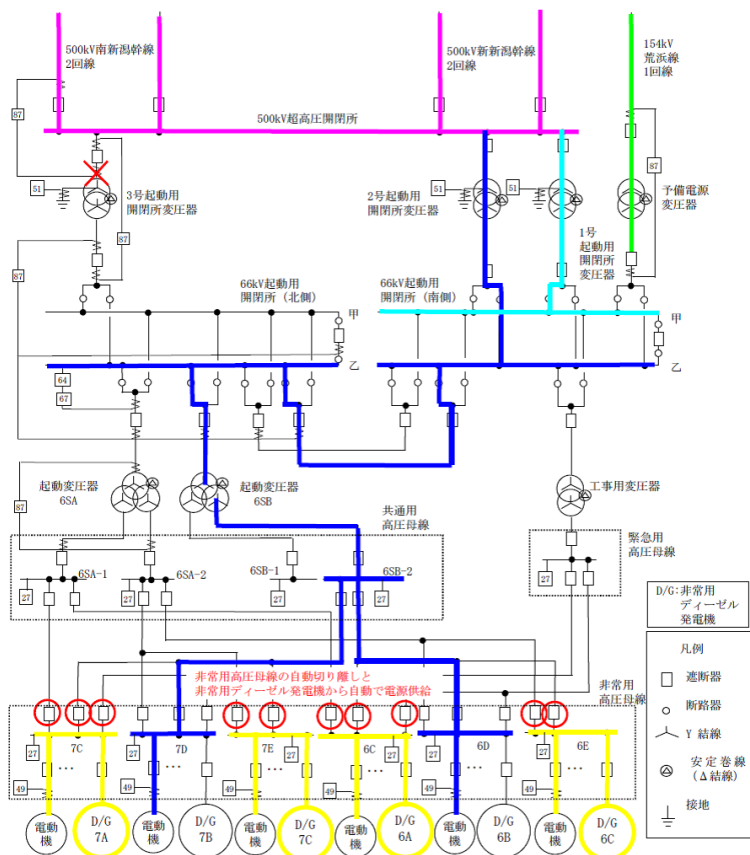 500kV南新潟幹線
2回線
500kV新新潟幹線
2回線
154kV
荒浜線
1回線
87
500kV超高圧開閉所
87
51
3号起動用
開閉所変圧器
87
51
2号起動用
開閉所変圧器
51
予備電源
変圧器
1号
起動用
開閉所
変圧器
87
66kV起動用
開閉所(北側)
66kV起動用
開閉所(南側)
甲
甲
乙
乙
64
67
起動変圧器
6SA
起動変圧器
6SB
工事用変圧器
87
共通用
高圧母線
緊急用
高圧母線
6SA-1
6SA-2
6SB-1
6SB-2
27
27
27
27
27
D/G:非常用
ディーゼル
発電機
凡例
遮断器
断路器
Y 結線
安定巻線
(Δ結線)
接地
非常用高圧母線の自動切り離しと
非常用ディーゼル発電機から自動で電源供給
非常用
高圧母線
7C
7D
7E
6C
6D
6E
27
27
27
27
27
27
…
…
…
…
…
…
49
49
49
49
49
49
電動
機
D/G
7A
電動
機
D/G
7B
電動
機
D/G
7C
電動
機
D/G
6A
電動
機
D/G
6B
電動
機
D/G
6C